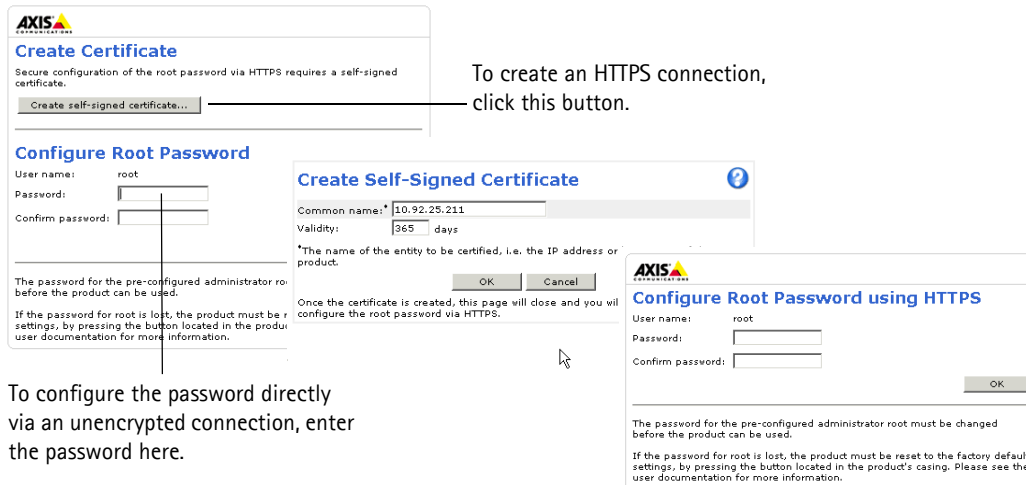 AXIS
COMMUNICATIONS
Create Certificate
Secure configuration of the root password via HTTPS requires a self-signed
certificate.
Create self-signed certificate...
To create an HTTPS connection,
click this button.
Configure Root Password
User name: root
Password:
Confirm password:
The password for the pre-configured administrator
before the product can be used.
If the password for root is lost, the product must be
settings, by pressing the button located in the
user documentation for more information.
To configure the password directly
via an unencrypted connection, enter
the password here.
Create Self-Signed Certificate
?
Common name:* 10.92.25.211
Validity: 365 days
*The name of the entity to be certified, i.e. the IP address or
product.
OK Cancel
Once the certificate is created, this page will close and you
configure the root password via HTTPS.
AXIS
COMMUNICATIONS
Configure Root Password using HTTPS
User name: root
Password:
Confirm password:
OK
The password for the pre-configured administrator root must be changed
before the product can be used.
If the password for root is lost, the product must be reset to the factory default
settings, by pressing the button located in the product's casing. Please see the
user documentation for more information.